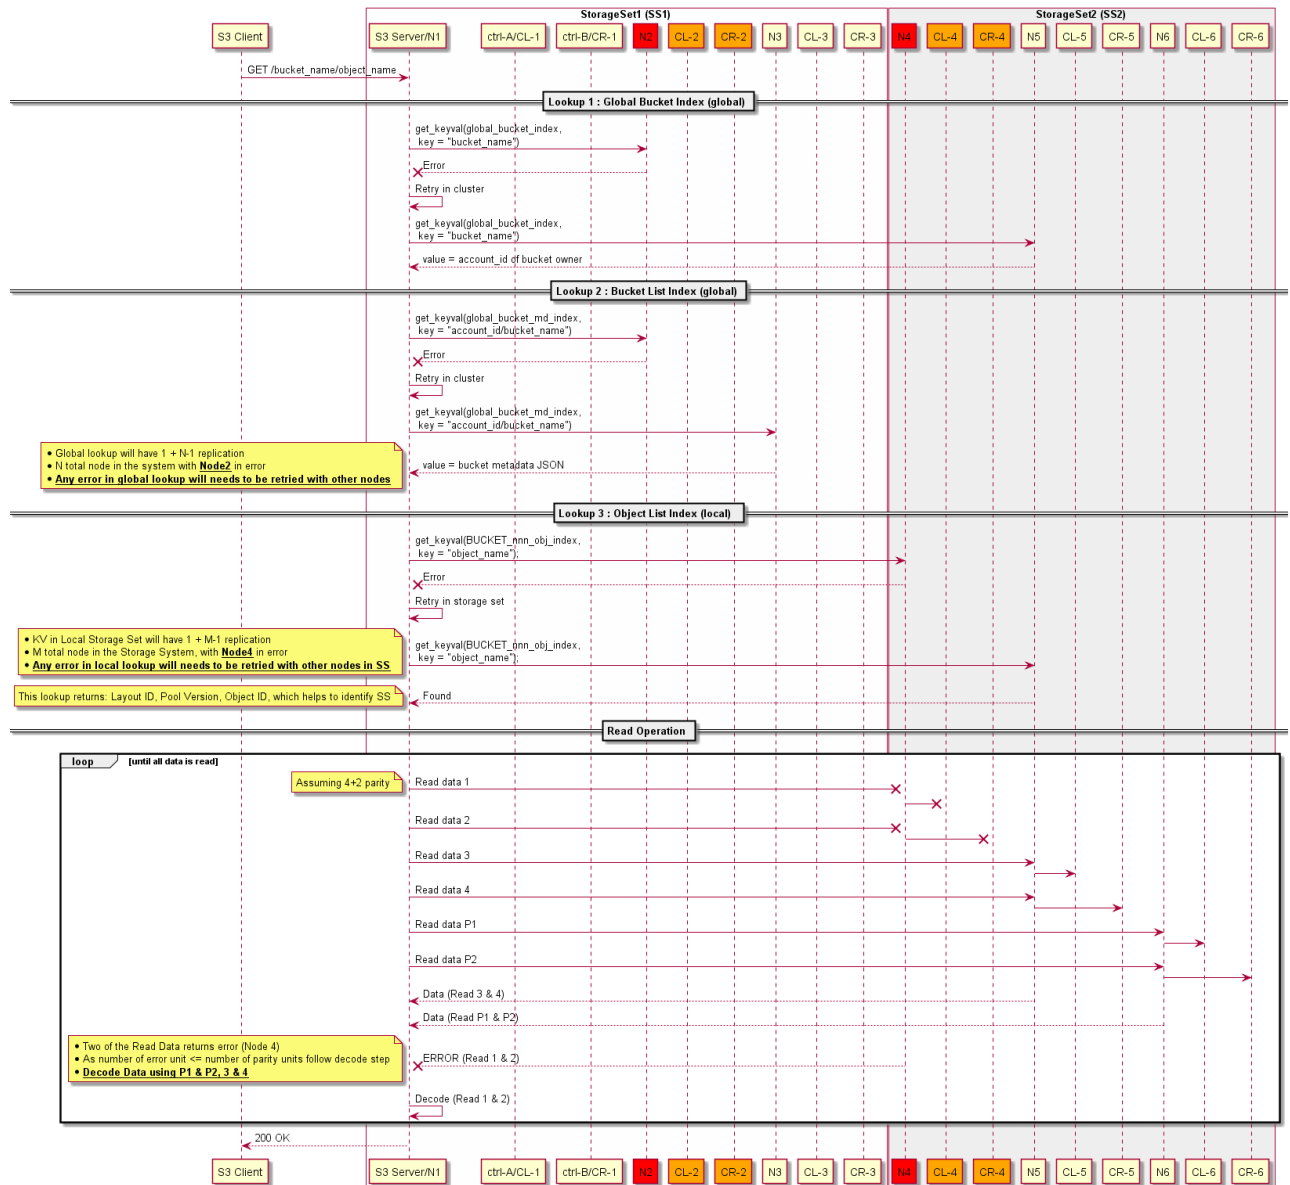 StorageSet1 (SS1)
StorageSet2 (SS2)
S3 Client
S3 Server/N1
ctrl-A/CL-1
ctrl-B/CR-1
N2
CL-2
CR-2
N3
CL-3
CR-3
N4
CL-4
CR-4
N5
CL-5
CR-5
N6
CL-6
CR-6
GET /bucket_name/object_name
Lookup 1 : Global Bucket Index (global)
get_keyval(global_bucket_index,
key = "bucket_name")
Error
Retry in cluster
get_keyval(global_bucket_index,
key = "bucket_name")
value = account_id of bucket owner
Lookup 2 : Bucket List Index (global)
get_keyval(global_bucket_md_index,
key = "account_id/bucket_name")
Error
Retry in cluster
get_keyval(global_bucket_md_index,
key = "account_id/bucket_name")
• Global lookup will have 1 + N-1 replication
• N total node in the system with Node2 in error
• Any error in global lookup will needs to be retried with other nodes
value = bucket metadata JSON
Lookup 3 : Object List Index (local)
get_keyval(BUCKET_nnn_obj_index,
key = "object_name");
Error
Retry in storage set
• KV in Local Storage Set will have 1 + M-1 replication
• M total node in the Storage System, with Node4 in error
• Any error in local lookup will needs to be retried with other nodes in SS
get_keyval(BUCKET_nnn_obj_index,
key = "object_name");
This lookup returns: Layout ID, Pool Version, Object ID, which helps to identify SS
Found
Read Operation
loop
[until all data is read]
Assuming 4+2 parity
Read data 1
Read data 2
Read data 3
Read data 4
Read data P1
Read data P2
Data (Read 3 & 4)
Data (Read P1 & P2)
• Two of the Read Data returns error (Node 4)
• As number of error unit <= number of parity units follow decode step
• Decode Data using P1 & P2, 3 & 4
ERROR (Read 1 & 2)
Decode (Read 1 & 2)
200 OK
S3 Client
S3 Server/N1
ctrl-A/CL-1
ctrl-B/CR-1
N2
CL-2
CR-2
N3
CL-3
CR-3
N4
CL-4
CR-4
N5
CL-5
CR-5
N6
CL-6
CR-6